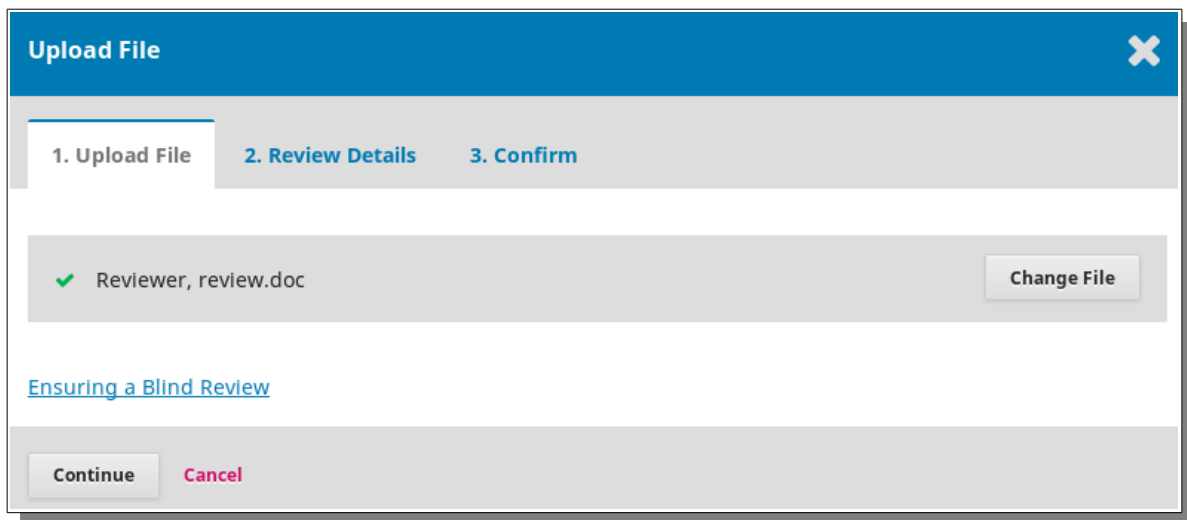 Upload File
1. Upload File 2. Review Details 3. Confirm
Reviewer, review.doc Change File
Ensuring a Blind Review
Continue Cancel